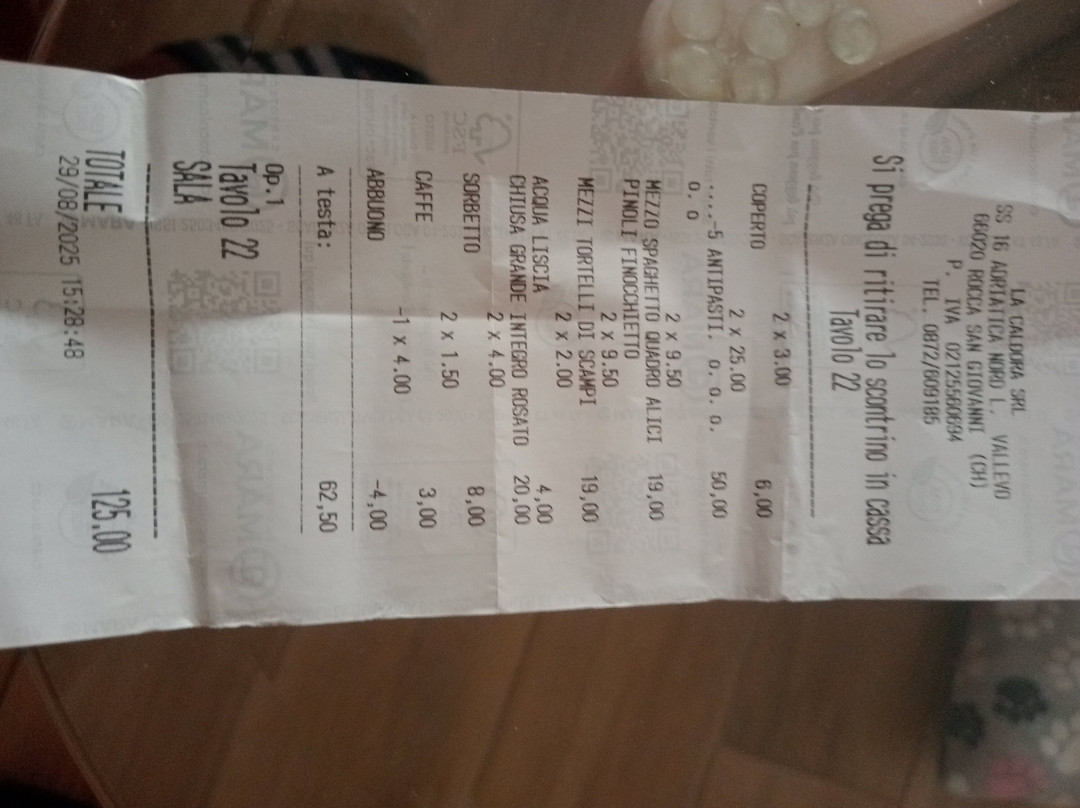 LA CALDORA SRL
SS 16 ADRIATICA NORD L. VALLEVO
66020 ROCCA SAN GIOVANNI (CH)
P. IVA 02125580694
TEL. 0872/609185
Si prega di ritirare lo scontrino in cassa
Tavolo 22
2 x 3.00
COPERTO 6,00
2 x 25.00
....-5 ANTIPASTI. O. O. O. 50,00
O. O
2 x 9.50
MEZZO SPAGHETTO QUADRO ALICI 19,00
PINOLI FINOCCHIETTO
2 x 9.50
MEZZI TORTELLI DI SCAMPI 19,00
2 x 2.00
ACQUA LISCIA 4,00
CHIUSA GRANDE INTEGRO ROSATO 20,00
2 x 4.00
SORBETTO 8,00
2 x 1.50
CAFFE 3,00
-1 x 4.00
ABBUONO -4,00
A testa: 62,50
Op.1
Tavolo 22
SALA
TOTALE 125.00
29/08/2025 15:28:48